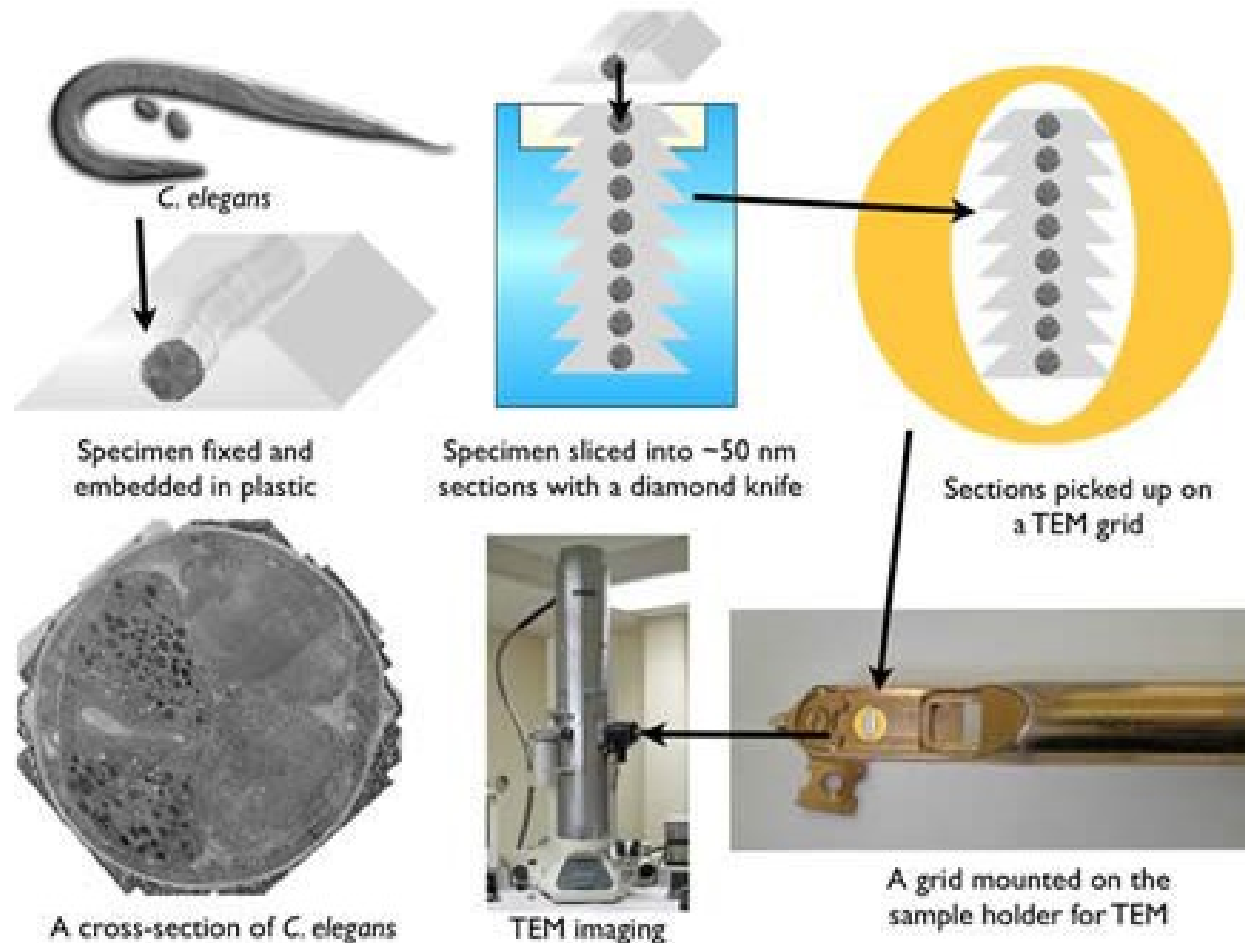 C. elegans
Specimen fixed and
embedded in plastic
Specimen sliced into ~50 nm
sections with a diamond knife
Sections picked up on
a TEM grid
A cross-section of C. elegans
TEM imaging
A grid mounted on the
sample holder for TEM